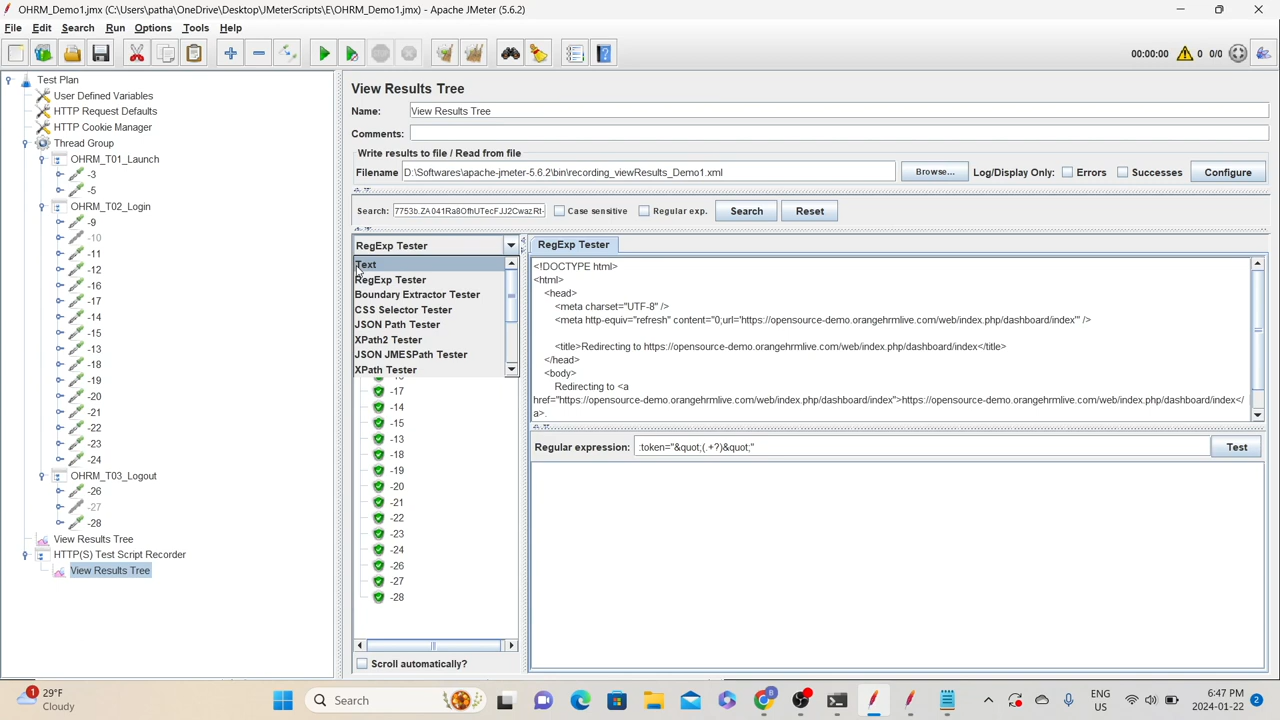 OHRM_Demo1.jmx (C:\Users\patha\OneDrive\Desktop\JMeterScripts\E\OHRM_Demo1.jmx) - Apache JMeter (5.6.2)
File Edit Search Run Options Tools Help
00:00:00 0 0/0
Test Plan
User Defined Variables
HTTP Request Defaults
HTTP Cookie Manager
Thread Group
OHRM_T01_Launch
-3
-5
OHRM_T02_Login
-9
-10
-11
-12
-16
-17
-14
-15
-13
-18
-19
-20
-21
-22
-23
-24
OHRM_T03_Logout
-26
-27
-28
View Results Tree
HTTP(S) Test Script Recorder
View Results Tree
View Results Tree
Name: View Results Tree
Comments:
Write results to file / Read from file
Filename D:\Softwares\apache-jmeter-5.6.2\bin\recording_viewResults_Demo1.xml Browse... Log/Display Only: Errors Successes Configure
Search: Case sensitive Regular exp. Search Reset
RegExp Tester
Text
RegExp Tester
Boundary Extractor Tester
CSS Selector Tester
JSON Path Tester
XPath2 Tester
JSON JMESPath Tester
XPath Tester
-17
-14
-15
-13
-18
-19
-20
-21
-22
-23
-24
-26
-27
-28
Scroll automatically?
RegExp Tester
<!DOCTYPE html>
<html>
<head>
<meta charset="UTF-8" />
<meta http-equiv="refresh" content="0;url='https://opensource-demo.orangehrmlive.com/web/index.php/dashboard/index'" />
<title>Redirecting to https://opensource-demo.orangehrmlive.com/web/index.php/dashboard/index</title>
</head>
<body>
Redirecting to <a
href="https://opensource-demo.orangehrmlive.com/web/index.php/dashboard/index">https://opensource-demo.orangehrmlive.com/web/index.php/dashboard/index</
a>.
Regular expression: :token="&quot;(.+?)&quot;" Test
1 29°F
Cloudy
Search
8
ENG
US
:47 PM
2024-01-22
2